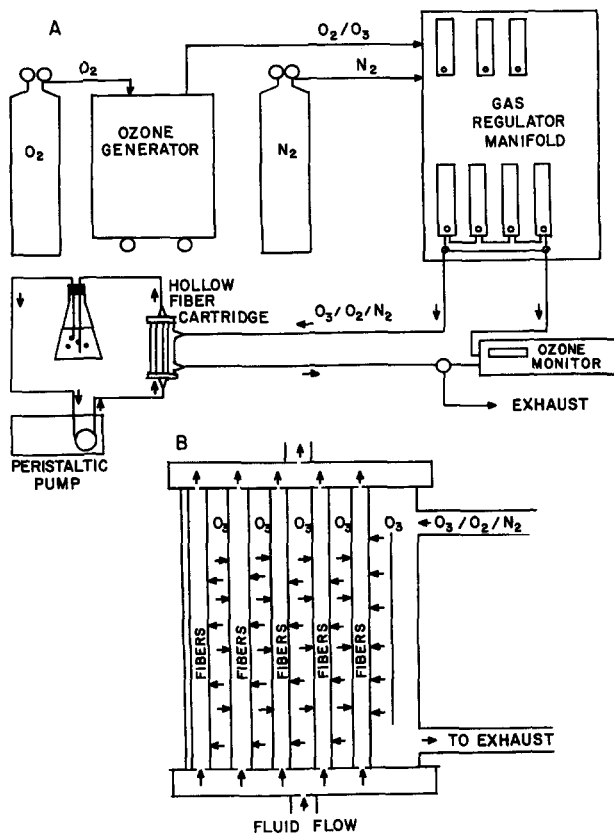 A
O2/O3
O2
N2
O2
OZONE
GENERATOR
N2
GAS
REGULATOR
MANIFOLD
HOLLOW
FIBER
CARTRIDGE
O3/O2/N2
OZONE
MONITOR
EXHAUST
PERISTALTIC
PUMP
B
O3 O3 O3 O3 O3
O3/O2/N2
FIBERS FIBERS FIBERS FIBERS FIBERS
TO EXHAUST
FLUID FLOW